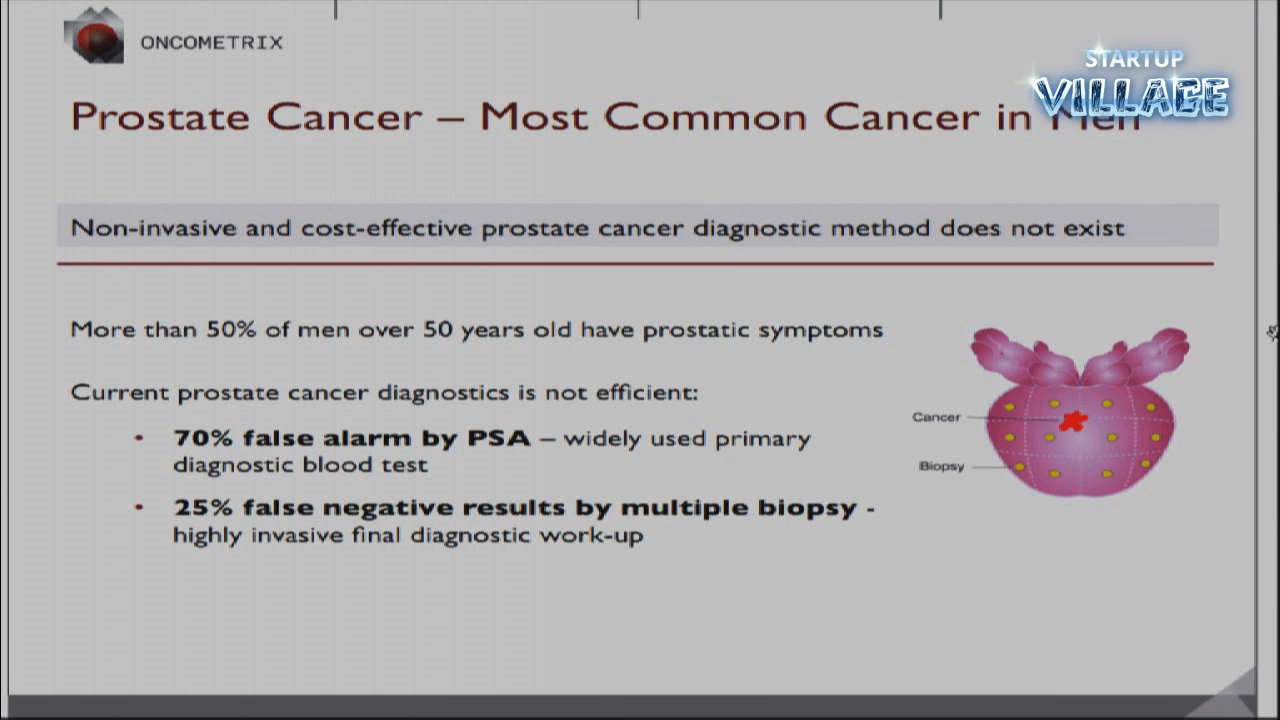 ONCOMETRIX
STARTUP
VILLAGE
Prostate Cancer – Most Common Cancer in Men
Non-invasive and cost-effective prostate cancer diagnostic method does not exist
More than 50% of men over 50 years old have prostatic symptoms
Current prostate cancer diagnostics is not efficient:
• 70% false alarm by PSA – widely used primary
diagnostic blood test
• 25% false negative results by multiple biopsy -
highly invasive final diagnostic work-up
Cancer
Biopsy